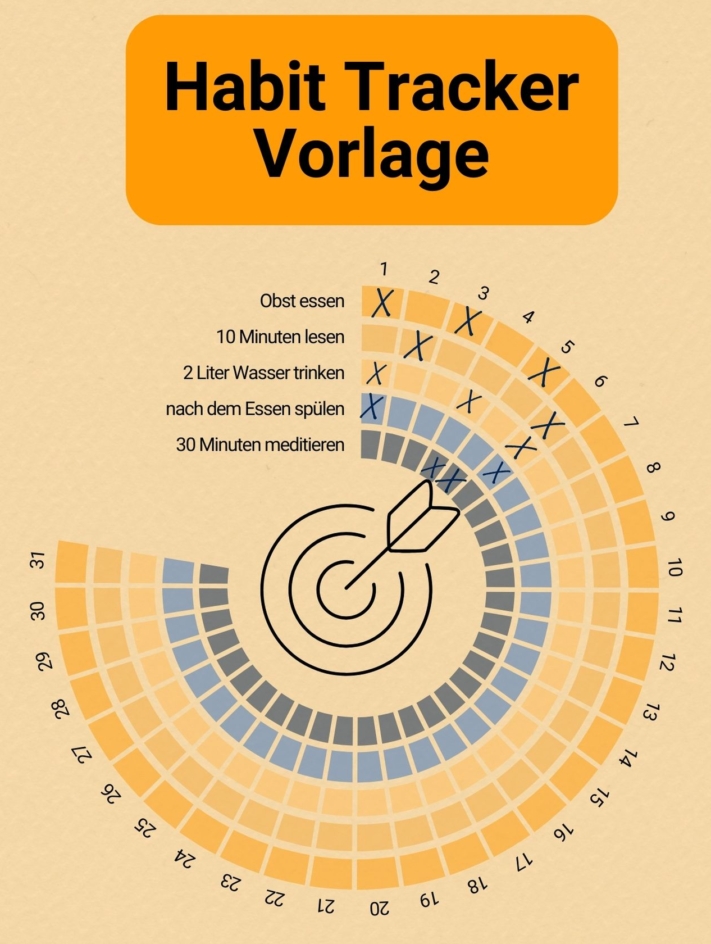 Habit Tracker
Vorlage
Obst essen
10 Minuten lesen
2 Liter Wasser trinken
nach dem Essen spülen
30 Minuten meditieren
1
2
3
4
5
6
7
8
9
10
11
12
13
14
15
16
17
18
19
20
21
22
23
24
25
26
27
28
29
30
31
X
X
X
X
X
X
X
X
X
X
X
X